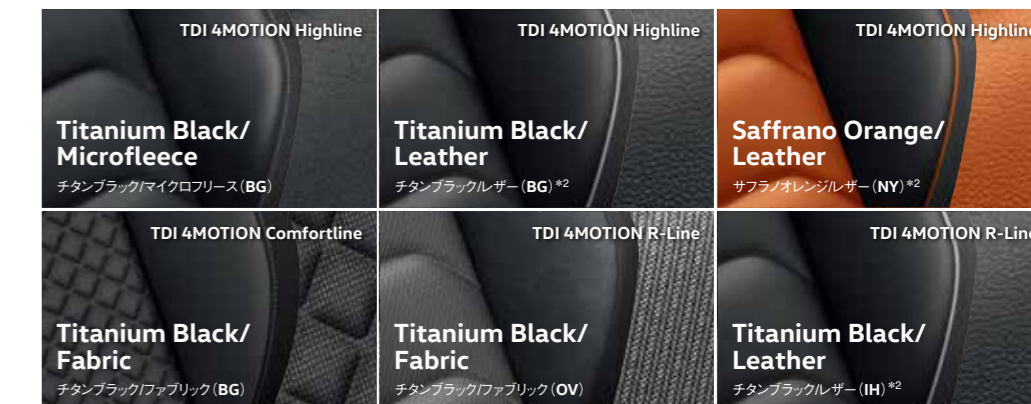 TDI 4MOTION Highline
Titanium Black/
Microfleece
チタンブラック/マイクロフリース（BG）
TDI 4MOTION Highline
Titanium Black/
Leather
チタンブラック/レザー（BG）*2
TDI 4MOTION Highline
Saffrano Orange/
Leather
サフラノオレンジ/レザー（NY）*2
TDI 4MOTION Comfortline
Titanium Black/
Fabric
チタンブラック/ファブリック（BG）
TDI 4MOTION R-Line
Titanium Black/
Fabric
チタンブラック/ファブリック（OV）
TDI 4MOTION R-Line
Titanium Black/
Leather
チタンブラック/レザー（IH）*2